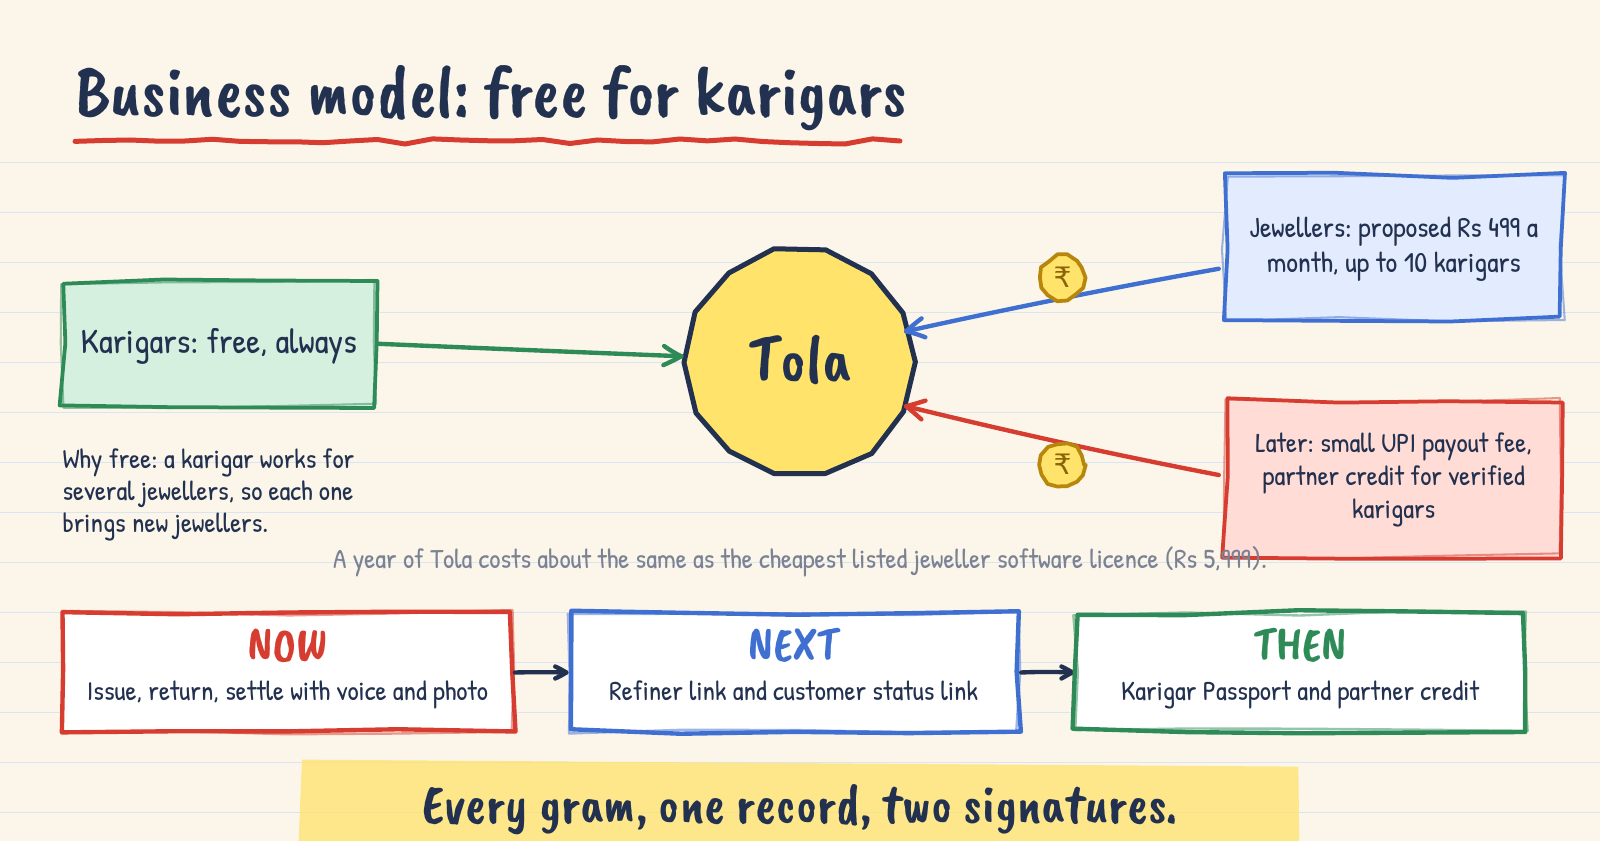 Business model: free for karigars
Jewellers: proposed Rs 499 a
month, up to 10 karigars
₹
Karigars: free, always
Tola
₹
Later: small UPI payout fee,
partner credit for verified
karigars
Why free: a karigar works for
several jewellers, so each one
brings new jewellers.
A year of Tola costs about the same as the cheapest listed jeweller software licence (Rs 5,999).
NOW
Issue, return, settle with voice and photo
NEXT
Refiner link and customer status link
THEN
Karigar Passport and partner credit
Every gram, one record, two signatures.